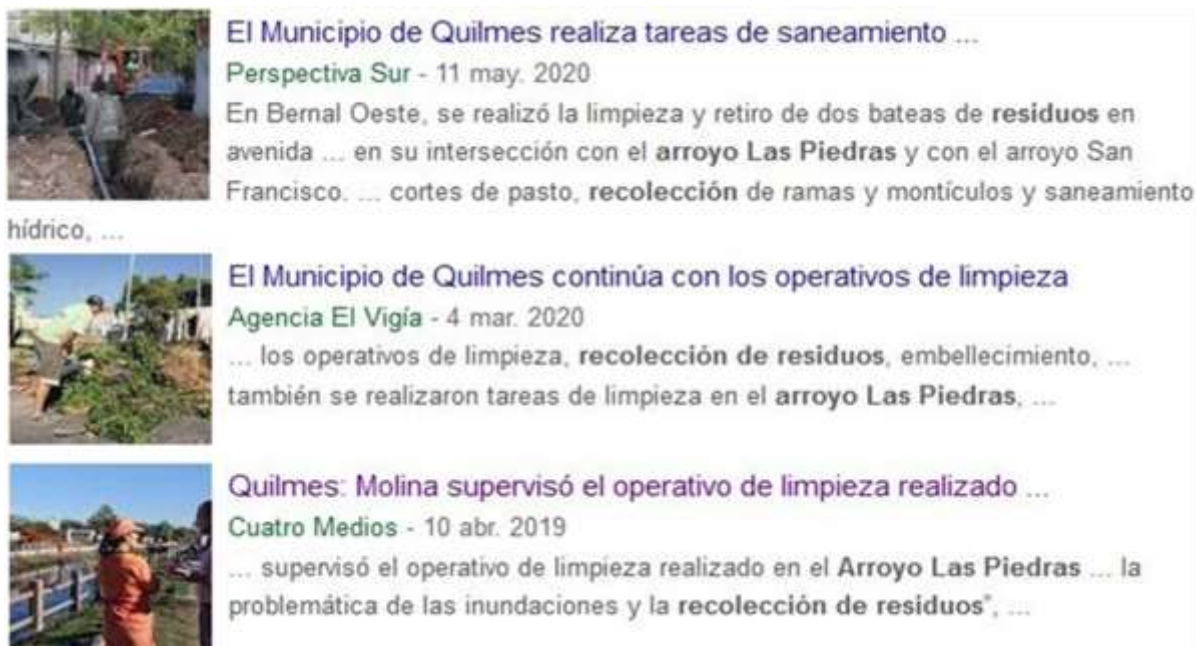 El Municipio de Quilmes realiza tareas de saneamiento ...
Perspectiva Sur - 11 may. 2020
En Bernal Oeste, se realizó la limpieza y retiro de dos bateas de residuos en
avenida ... en su intersección con el arroyo Las Piedras y con el arroyo San
Francisco. ... cortes de pasto, recolección de ramas y montículos y saneamiento
hídrico, ...
El Municipio de Quilmes continúa con los operativos de limpieza
Agencia El Vigía - 4 mar. 2020
... los operativos de limpieza, recolección de residuos, embellecimiento, ...
también se realizaron tareas de limpieza en el arroyo Las Piedras, ...
Quilmes: Molina supervisó el operativo de limpieza realizado ...
Cuatro Medios - 10 abr. 2019
... supervisó el operativo de limpieza realizado en el Arroyo Las Piedras ... la
problemática de las inundaciones y la recolección de residuos", ...